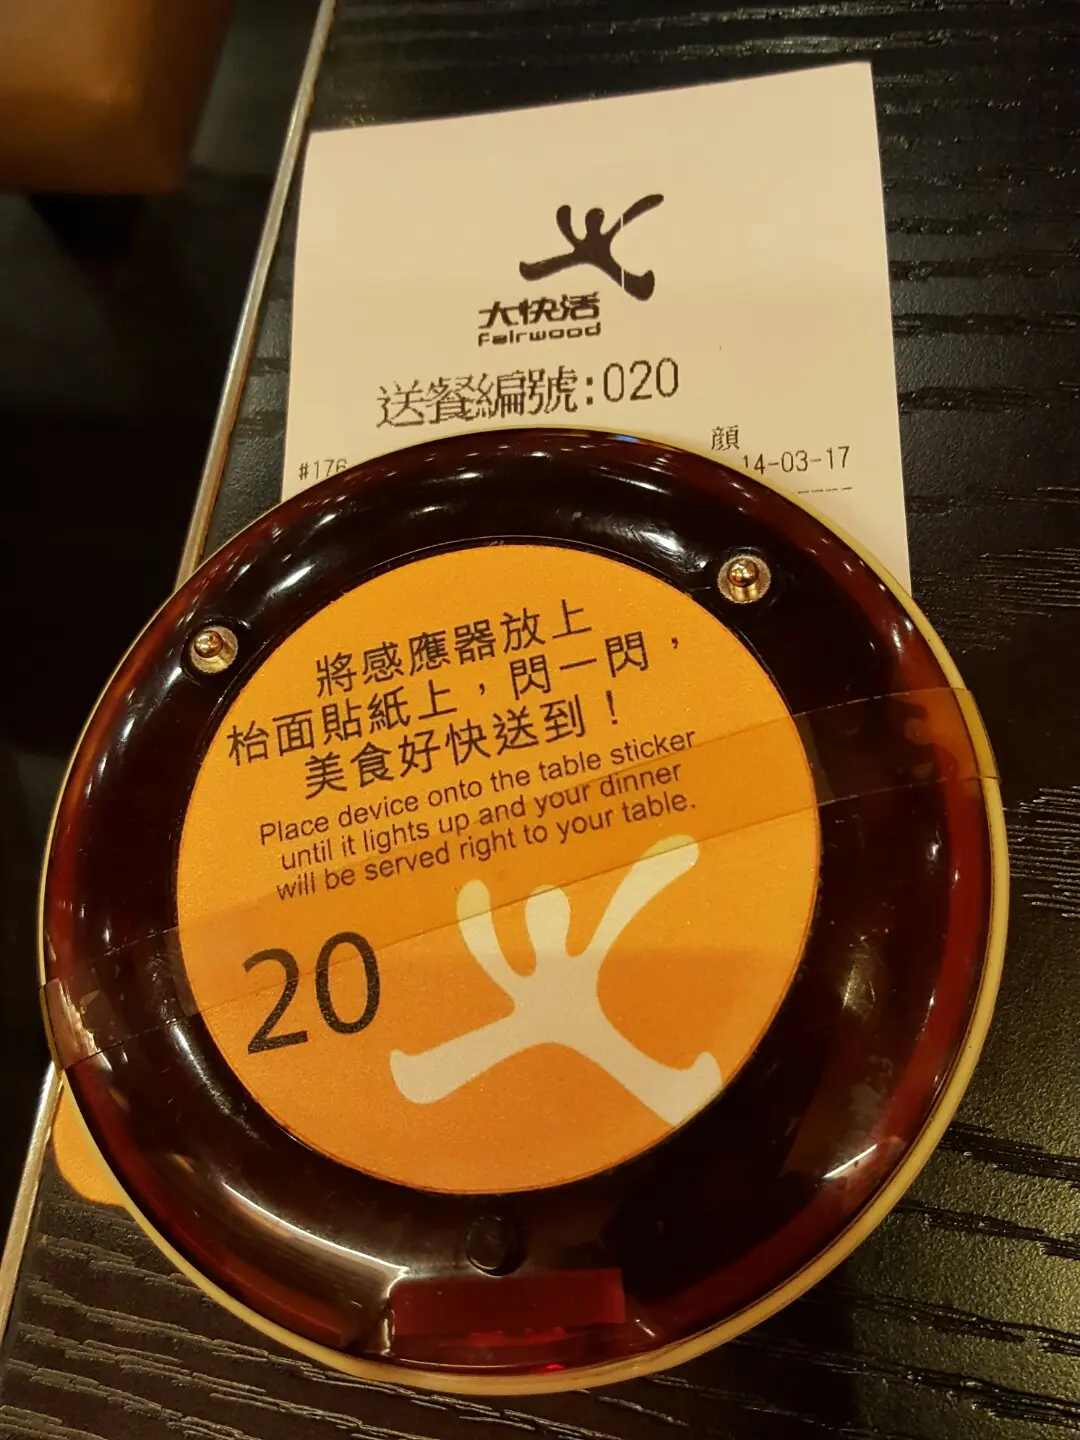 大快活
Fairwood
送餐編號:020
顔
#176
14-03-17
將感應器放上
枱面貼紙上，閃一閃，
美食好快送到！
Place device onto the table sticker
until it lights up and your dinner
will be served right to your table.
20